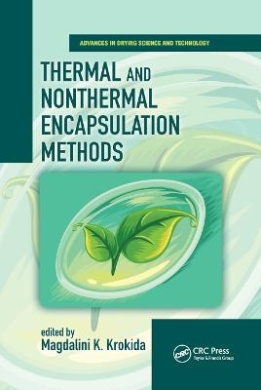 ADVANCES IN DRYING SCIENCE AND TECHNOLOGY
THERMAL AND
NONTHERMAL
ENCAPSULATION
METHODS
edited by
Magdalini K. Krokida
CRC Press
Taylor & Francis Group